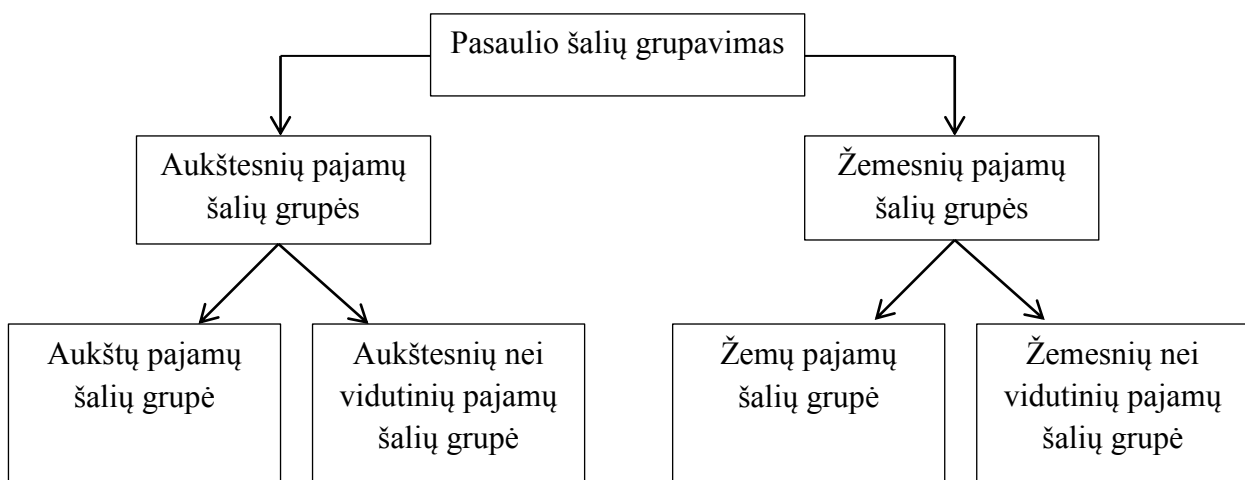 Pasaulio šalių grupavimas
Aukštesnių pajamų
šalių grupės
Žemesnių pajamų
šalių grupės
Aukštų pajamų
šalių grupė
Aukštesnių nei
vidutinių pajamų
šalių grupė
Žemų pajamų
šalių grupė
Žemesnių nei
vidutinių pajamų
šalių grupė